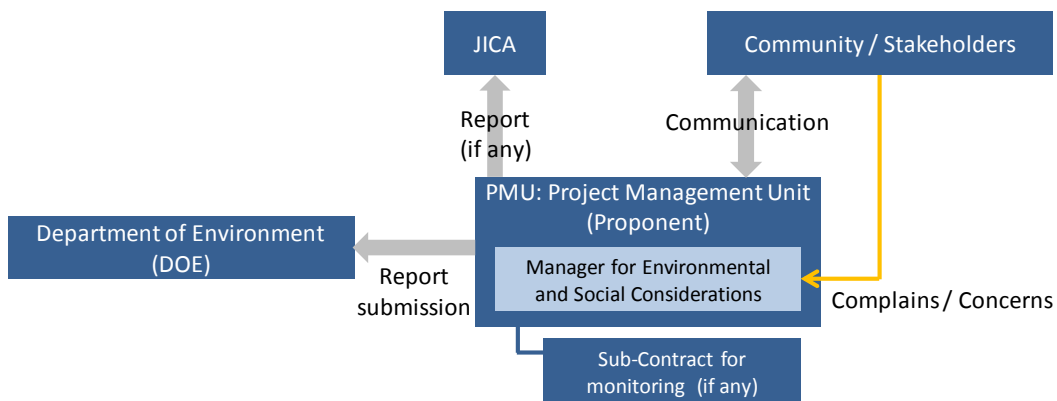 JICA
Community / Stakeholders
Report
(if any)
Communication
PMU: Project Management Unit
(Proponent)
Department of Environment
(DOE)
Manager for Environmental
and Social Considerations
Report
submission
Complains / Concerns
Sub-Contract for
monitoring (if any)